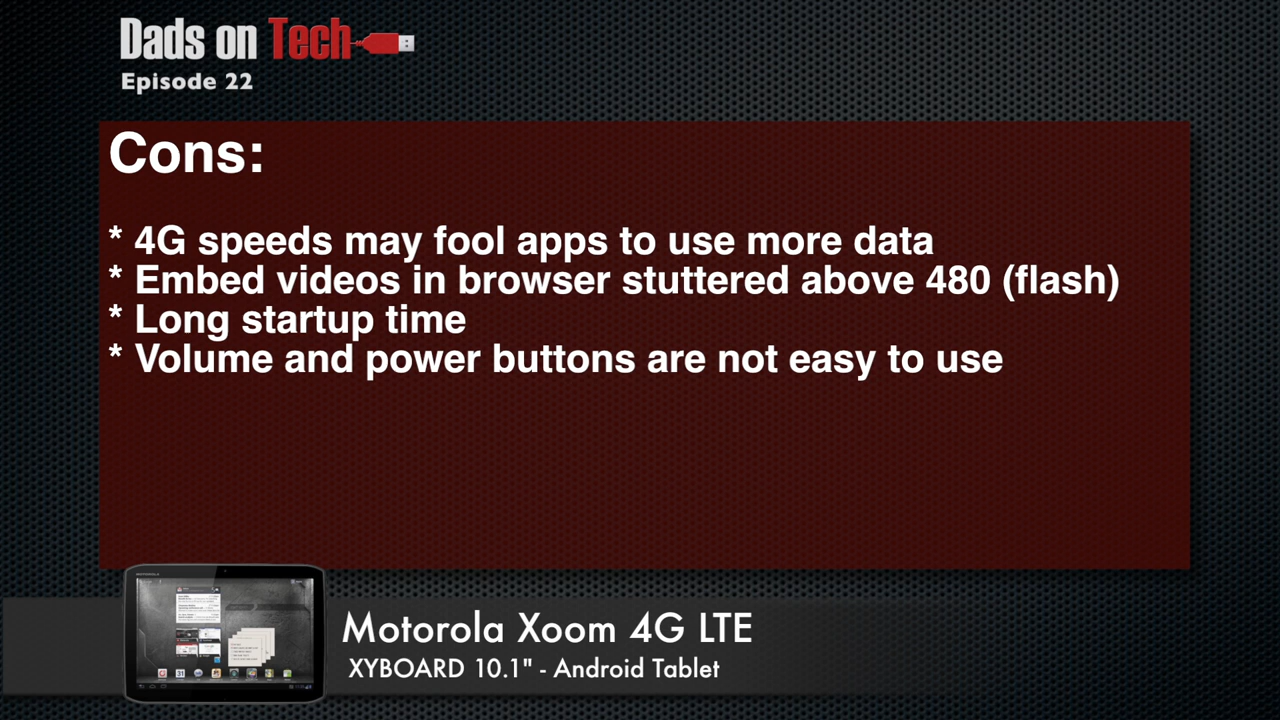 Dads on Tech
Episode 22
Cons:
* 4G speeds may fool apps to use more data
* Embed videos in browser stuttered above 480 (flash)
* Long startup time
* Volume and power buttons are not easy to use
Motorola Xoom 4G LTE
XYBOARD 10.1" - Android Tablet